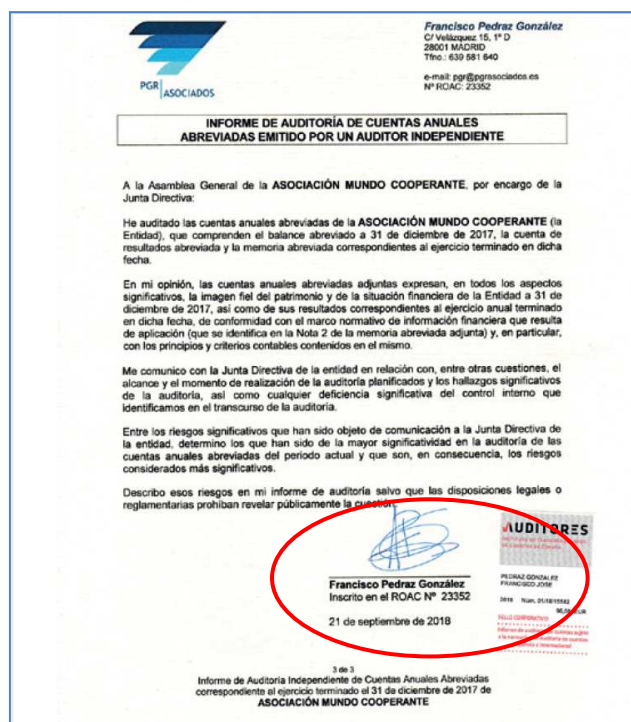 PGR ASOCIADOS
Francisco Pedraz González
C/ Velázquez 15, 1º D
28001 MADRID
Tfno.: 639 581 640
e-mail: pgr@pgrasociados.es
Nº ROAC: 23352
INFORME DE AUDITORÍA DE CUENTAS ANUALES
ABREVIADAS EMITIDO POR UN AUDITOR INDEPENDIENTE
A la Asamblea General de la ASOCIACIÓN MUNDO COOPERANTE, por encargo de la
Junta Directiva:
He auditado las cuentas anuales abreviadas de la ASOCIACIÓN MUNDO COOPERANTE (la
Entidad), que comprenden el balance abreviado a 31 de diciembre de 2017, la cuenta de
resultados abreviada y la memoria abreviada correspondientes al ejercicio terminado en dicha
fecha.
En mi opinión, las cuentas anuales abreviadas adjuntas expresan, en todos los aspectos
significativos, la imagen fiel del patrimonio y de la situación financiera de la Entidad a 31 de
diciembre de 2017, así como de sus resultados correspondientes al ejercicio anual terminado
en dicha fecha, de conformidad con el marco normativo de información financiera que resulta
de aplicación (que se identifica en la Nota 2 de la memoria abreviada adjunta) y, en particular,
con los principios y criterios contables contenidos en el mismo.
Me comunico con la Junta Directiva de la entidad en relación con, entre otras cuestiones, el
alcance y el momento de realización de la auditoría planificados y los hallazgos significativos
de la auditoría, así como cualquier deficiencia significativa del control interno que
identificamos en el transcurso de la auditoría.
Entre los riesgos significativos que han sido objeto de comunicación a la Junta Directiva de
la entidad, determino los que han sido de la mayor significatividad en la auditoría de las
cuentas anuales abreviadas del periodo actual y que son, en consecuencia, los riesgos
considerados más significativos.
Describo esos riesgos en mi informe de auditoría salvo que las disposiciones legales o
reglamentarias prohiban revelar públicamente la cuestión.
AUDITORES
PEDRAZ GONZALEZ
FRANCISCO JOSE
2018 Núm. 01/18/15582
EUR
SELLO CORPORATIVO
Francisco Pedraz González
Inscrito en el ROAC Nº 23352
21 de septiembre de 2018
3 de 3
Informe de Auditoría Independiente de Cuentas Anuales Abreviadas
correspondiente al ejercicio terminado el 31 de diciembre de 2017 de
ASOCIACIÓN MUNDO COOPERANTE